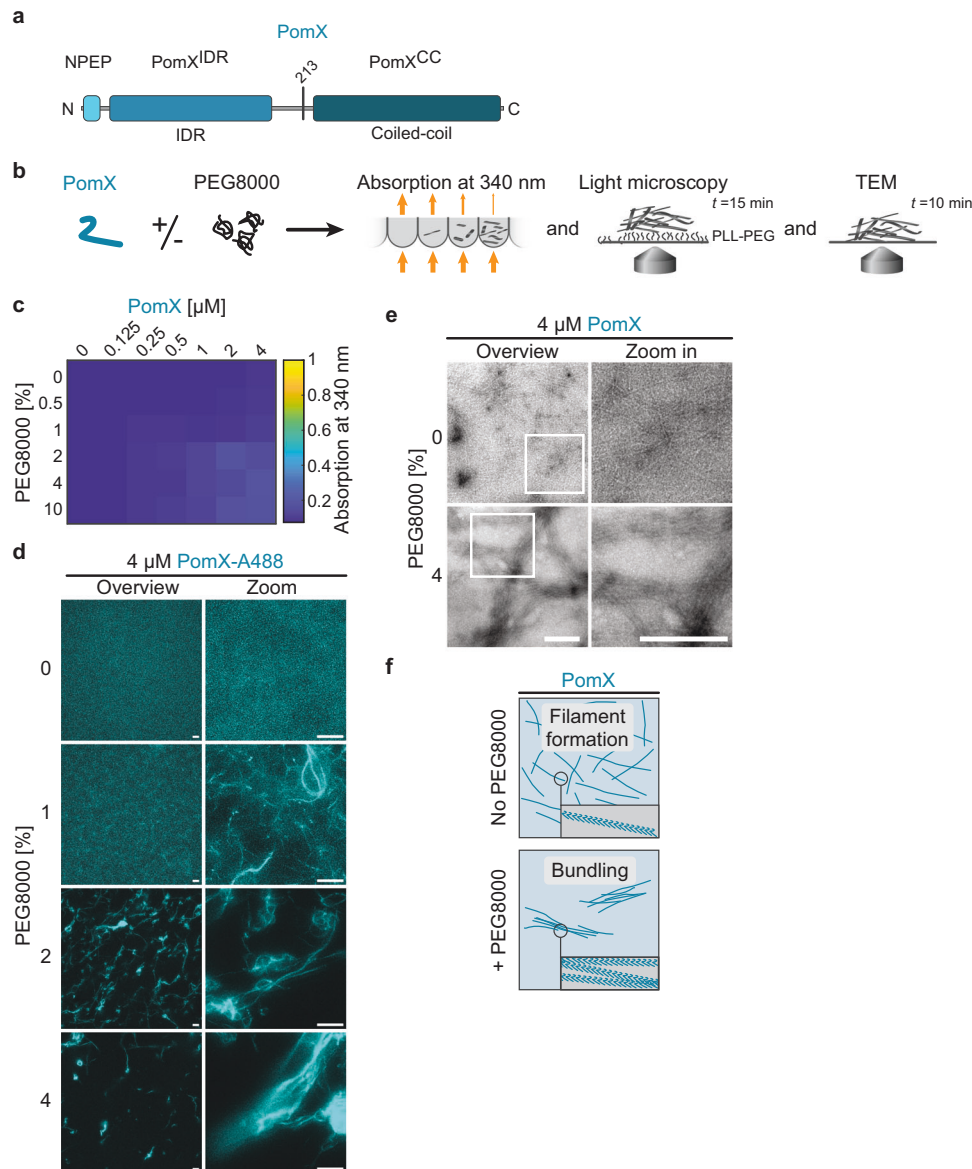 a
PomX
NPEP PomX^IDR 213 PomX^CC
N C
IDR Coiled-coil
b
PomX PEG8000 Absorption at 340 nm Light microscopy TEM
+/- and t =15 min PLL-PEG and t =10 min
c
PomX [µM]
0 0.125 0.25 0.5 1 2 4
PEG8000 [%]
0
0.5
1
2
4
10
1
0.8
0.6
0.4
0.2
Absorption at 340 nm
d
4 µM PomX-A488
Overview Zoom
PEG8000 [%]
0
1
2
4
e
4 µM PomX
Overview Zoom in
PEG8000 [%]
0
4
f
PomX
No PEG8000
Filament
formation
+ PEG8000
Bundling